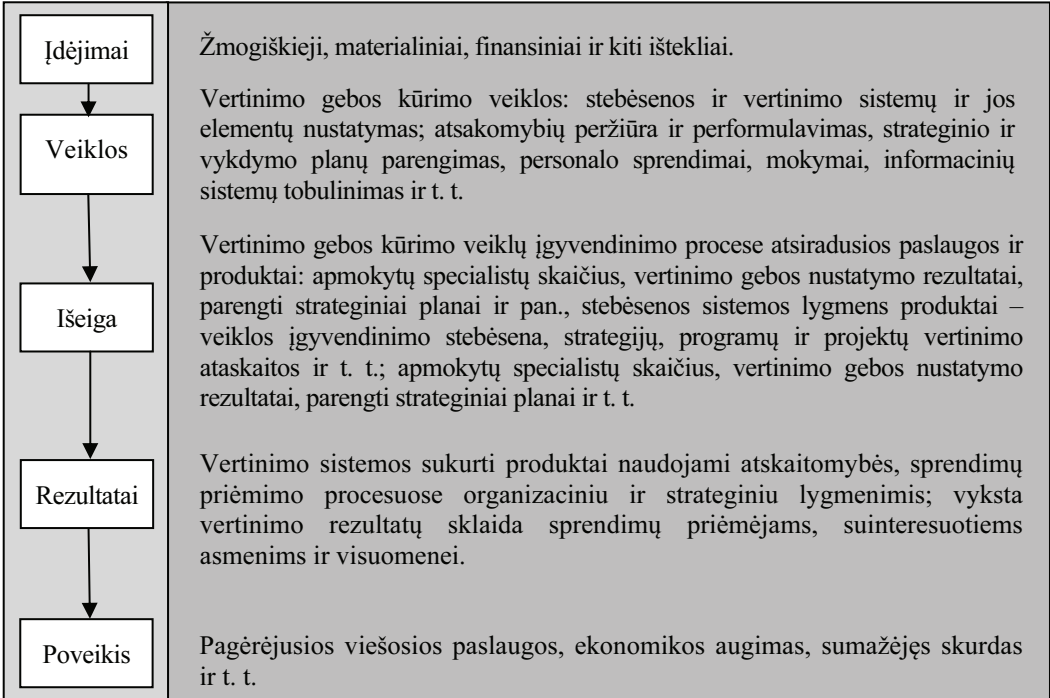 Įdėjimai
Žmogiškieji, materialiniai, finansiniai ir kiti ištekliai.
Veiklos
Vertinimo gebos kūrimo veiklos: stebėsenos ir vertinimo sistemų ir jos
elementų nustatymas; atsakomybių peržiūra ir performulavimas, strateginio ir
vykdymo planų parengimas, personalo sprendimai, mokymai, informacinių
sistemų tobulinimas ir t. t.
Išeiga
Vertinimo gebos kūrimo veiklų įgyvendinimo procese atsiradusios paslaugos ir
produktai: apmokytų specialistų skaičius, vertinimo gebos nustatymo rezultatai,
parengti strateginiai planai ir pan., stebėsenos sistemos lygmens produktai –
veiklos įgyvendinimo stebėsena, strategijų, programų ir projektų vertinimo
ataskaitos ir t. t.; apmokytų specialistų skaičius, vertinimo gebos nustatymo
rezultatai, parengti strateginiai planai ir t. t.
Rezultatai
Vertinimo sistemos sukurti produktai naudojami atskaitomybės, sprendimų
priėmimo procesuose organizaciniu ir strateginiu lygmenimis; vyksta
vertinimo rezultatų sklaida sprendimų priėmėjams, suinteresuotiems
asmenims ir visuomenei.
Poveikis
Pagėrėjusios viešosios paslaugos, ekonomikos augimas, sumažėjęs skurdas
ir t. t.